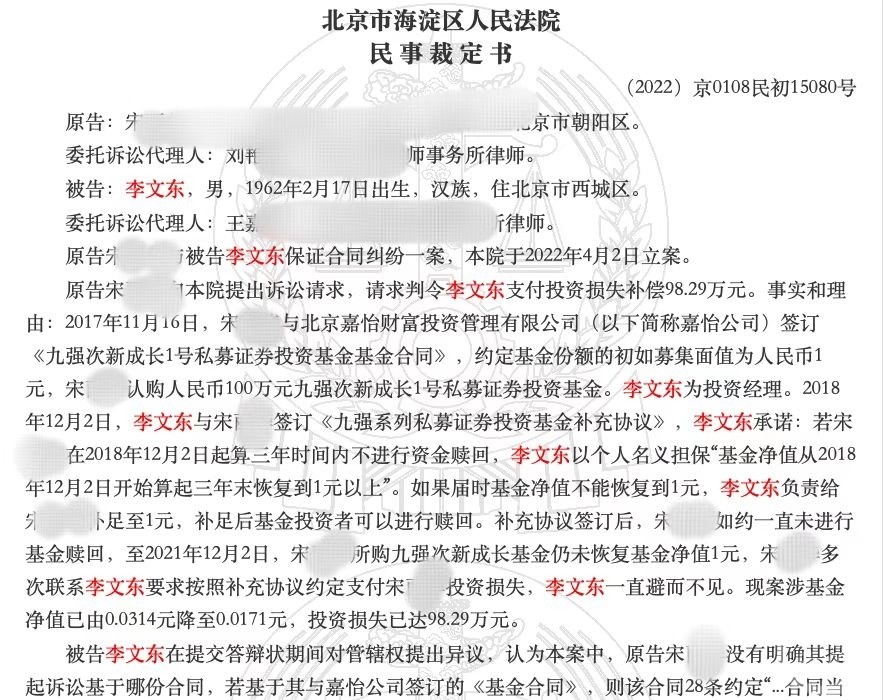 北京市海淀区人民法院
民事裁定书
（2022）京0108民初15080号
原告：宋 京市朝阳区。
委托诉讼代理人：刘 师事务所律师。
被告：李文东，男，1962年2月17日出生，汉族，住北京市西城区。
委托诉讼代理人：王嘉 所律师。
原告宋 与被告李文东保证合同纠纷一案，本院于2022年4月2日立案。
原告宋 向本院提出诉讼请求，请求判令李文东支付投资损失补偿98.29万元。事实和理
由：2017年11月16日，宋 与北京嘉怡财富投资管理有限公司（以下简称嘉怡公司）签订
《九强次新成长1号私募证券投资基金基金合同》，约定基金份额的初如募集面值为人民币1
元，宋 认购人民币100万元九强次新成长1号私募证券投资基金。李文东为投资经理。2018
年12月2日，李文东与宋 签订《九强系列私募证券投资基金补充协议》，李文东承诺：若宋
在2018年12月2日起算三年时间内不进行资金赎回，李文东以个人名义担保“基金净值从2018
年12月2日开始算起三年末恢复到1元以上”。如果届时基金净值不能恢复到1元，李文东负责给
宋 补足至1元，补足后基金投资者可以进行赎回。补充协议签订后，宋 如约一直未进行
基金赎回，至2021年12月2日，宋 所购九强次新成长基金仍未恢复基金净值1元，宋 多
次联系李文东要求按照补充协议约定支付宋 投资损失，李文东一直避而不见。现案涉基金
净值已由0.0314元降至0.0171元，投资损失已达98.29万元。
被告李文东在提交答辩状期间对管辖权提出异议，认为本案中，原告宋 没有明确其提
起诉讼基于哪份合同，若基于其与嘉怡公司签订的《基金合同》，则该合同28条约定“...合同当